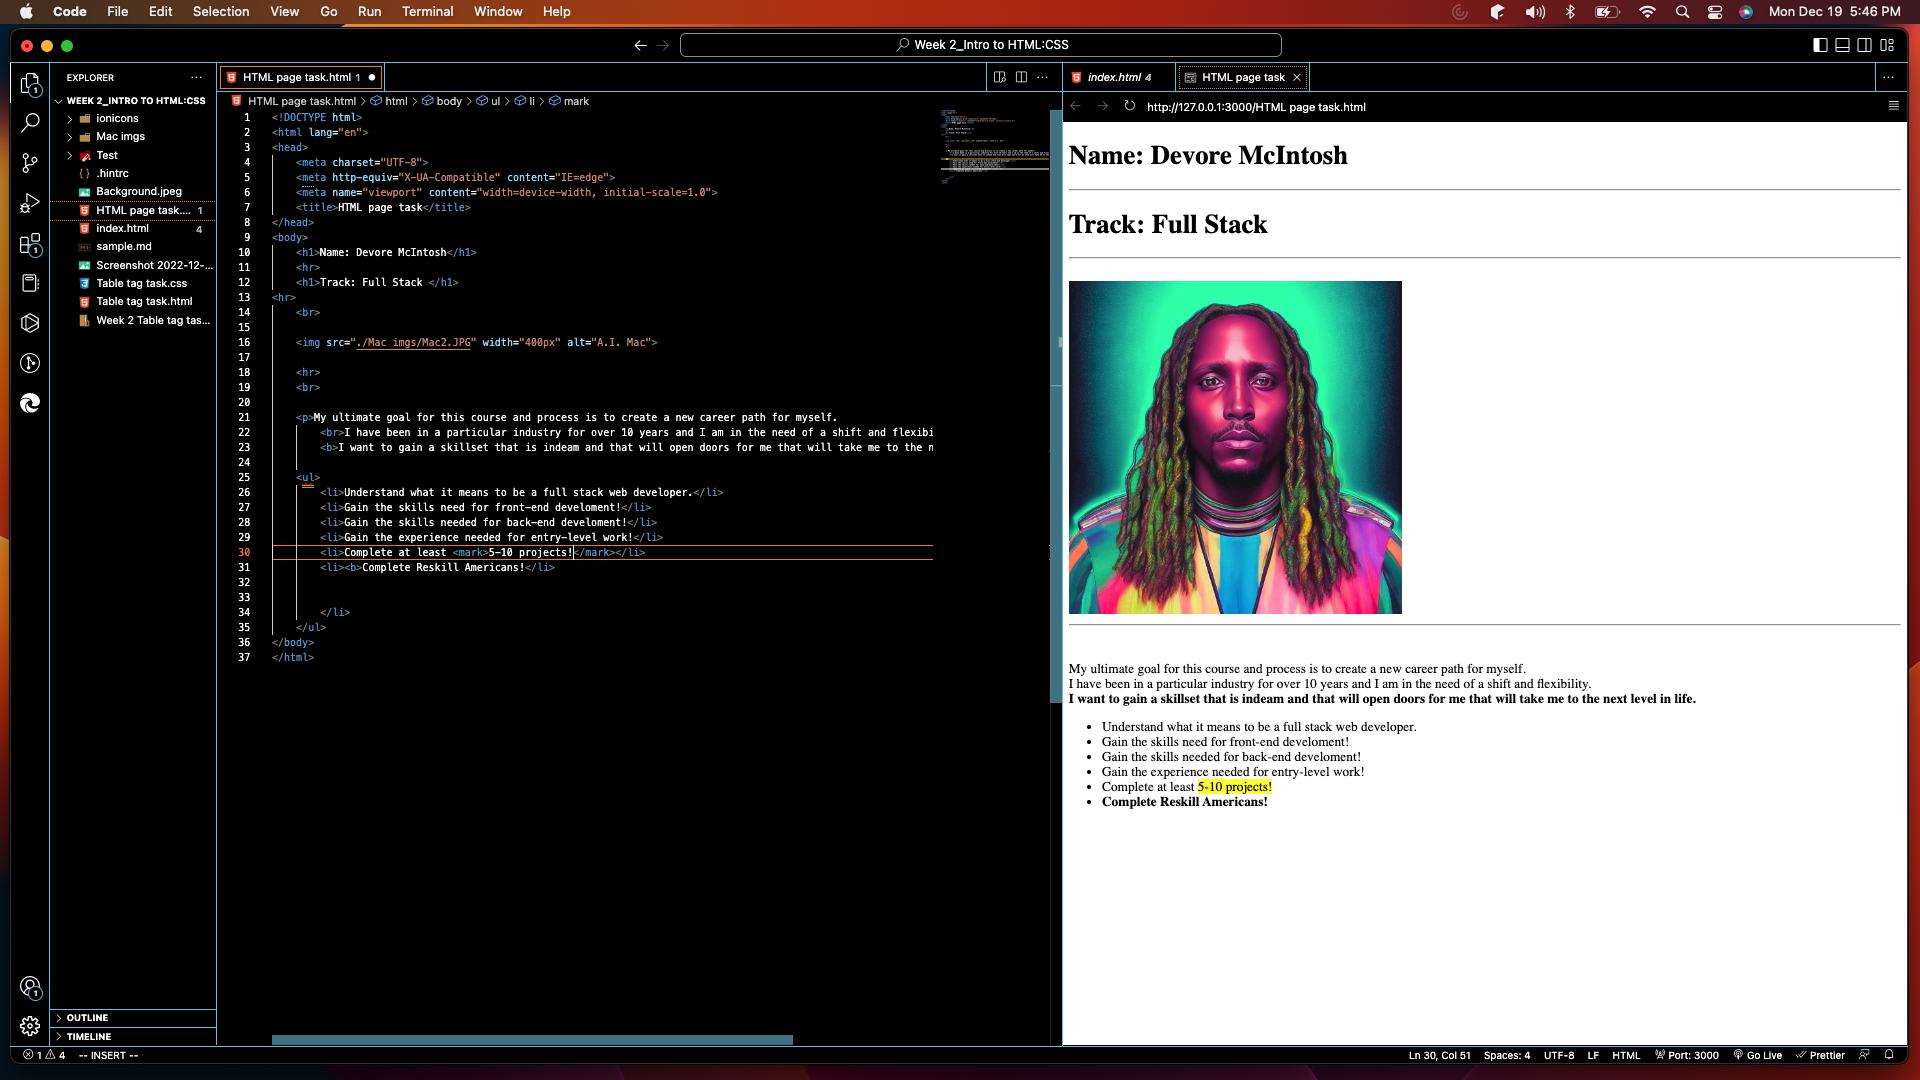 Code File Edit Selection View Go Run Terminal Window Help Mon Dec 19 5:46 PM
Week 2_Intro to HTML:CSS
EXPLORER
WEEK 2_INTRO TO HTML:CSS
ionicons
Mac imgs
Test
.hintrc
Background.jpeg
HTML page task.... 1
index.html 4
sample.md
Screenshot 2022-12-...
Table tag task.css
Table tag task.html
Week 2 Table tag tas...
OUTLINE
TIMELINE
HTML page task.html 1
HTML page task.html > html > body > ul > li > mark
1 <!DOCTYPE html>
2 <html lang="en">
3 <head>
4 <meta charset="UTF-8">
5 <meta http-equiv="X-UA-Compatible" content="IE=edge">
6 <meta name="viewport" content="width=device-width, initial-scale=1.0">
7 <title>HTML page task</title>
8 </head>
9 <body>
10 <h1>Name: Devore McIntosh</h1>
11 <hr>
12 <h1>Track: Full Stack </h1>
13 <hr>
14 <br>
15
16 <img src="./Mac imgs/Mac2.JPG" width="400px" alt="A.I. Mac">
17
18 <hr>
19 <br>
20
21 <p>My ultimate goal for this course and process is to create a new career path for myself.
22 <br>I have been in a particular industry for over 10 years and I am in the need of a shift and flexibi
23 <b>I want to gain a skillset that is indeam and that will open doors for me that will take me to the n
24
25 <ul>
26 <li>Understand what it means to be a full stack web developer.</li>
27 <li>Gain the skills need for front-end develoment!</li>
28 <li>Gain the skills needed for back-end develoment!</li>
29 <li>Gain the experience needed for entry-level work!</li>
30 <li>Complete at least <mark>5-10 projects!</mark></li>
31 <li><b>Complete Reskill Americans!</li>
32
33
34 </li>
35 </ul>
36 </body>
37 </html>
index.html 4
HTML page task
http://127.0.0.1:3000/HTML page task.html
Name: Devore McIntosh
Track: Full Stack
My ultimate goal for this course and process is to create a new career path for myself.
I have been in a particular industry for over 10 years and I am in the need of a shift and flexibility.
I want to gain a skillset that is indeam and that will open doors for me that will take me to the next level in life.
Understand what it means to be a full stack web developer.
Gain the skills need for front-end develoment!
Gain the skills needed for back-end develoment!
Gain the experience needed for entry-level work!
Complete at least 5-10 projects!
Complete Reskill Americans!
1 4 -- INSERT -- Ln 30, Col 51 Spaces: 4 UTF-8 LF HTML Port: 3000 Go Live Prettier